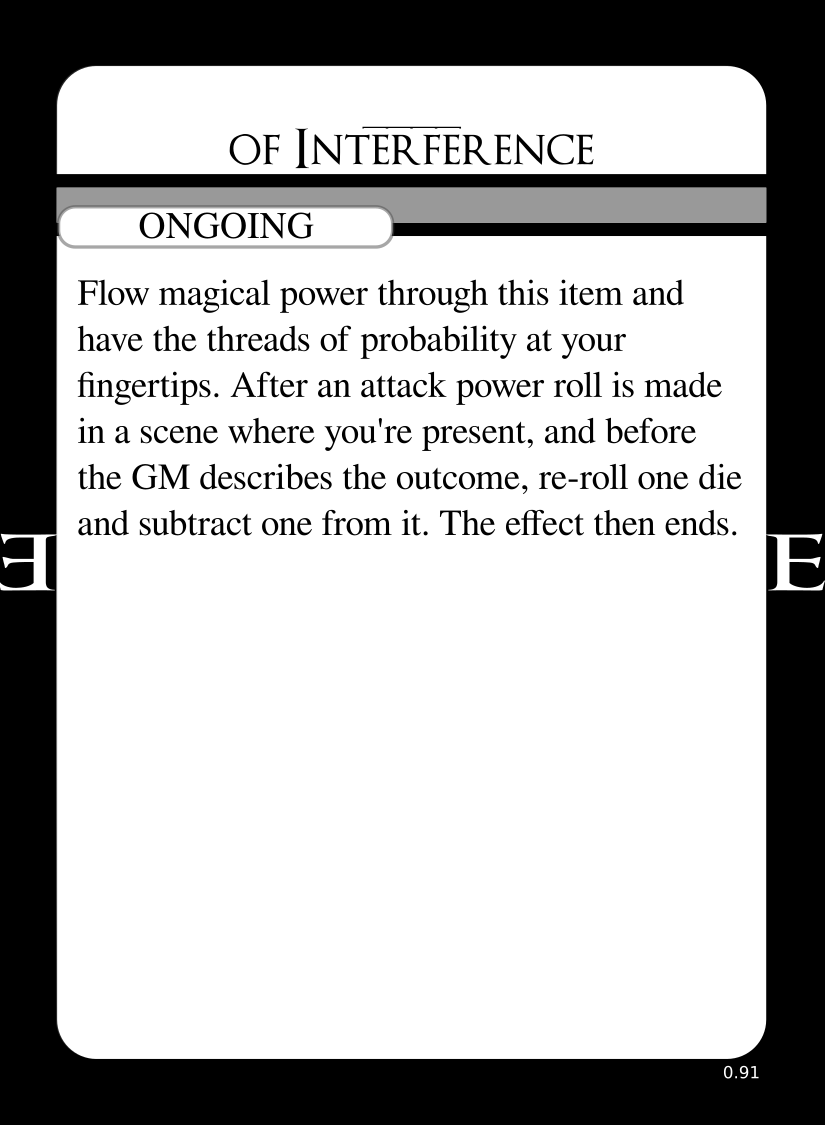 _____
OF INTERFERENCE
ONGOING
Flow magical power through this item and
have the threads of probability at your
fingertips. After an attack power roll is made
in a scene where you're present, and before
the GM describes the outcome, re-roll one die
and subtract one from it. The effect then ends.
E
E
0.91